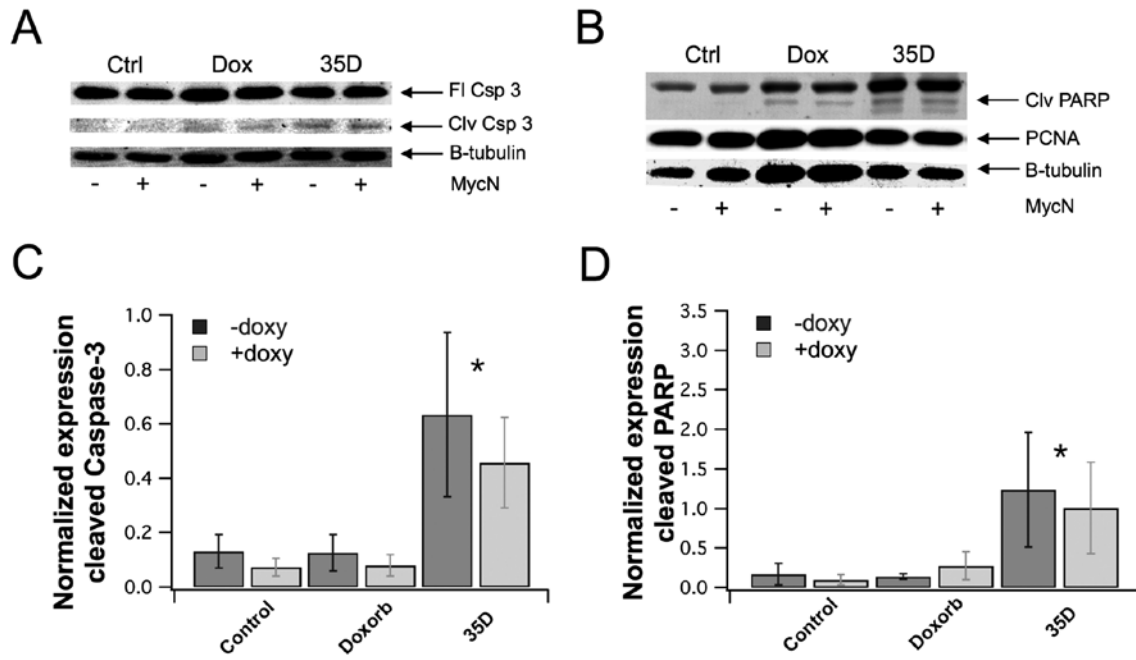 A
Ctrl Dox 35D
Fl Csp 3
Clv Csp 3
B-tubulin
- + - + - + MycN
B
Ctrl Dox 35D
Clv PARP
PCNA
B-tubulin
- + - + - + MycN
C
Normalized expression
cleaved Caspase-3
1.0
0.8
0.6
0.4
0.2
0.0
-doxy
+doxy
*
Control Doxorb 35D
D
Normalized expression
cleaved PARP
3.5
3.0
2.5
2.0
1.5
1.0
0.5
0.0
-doxy
+doxy
*
Control Doxorb 35D